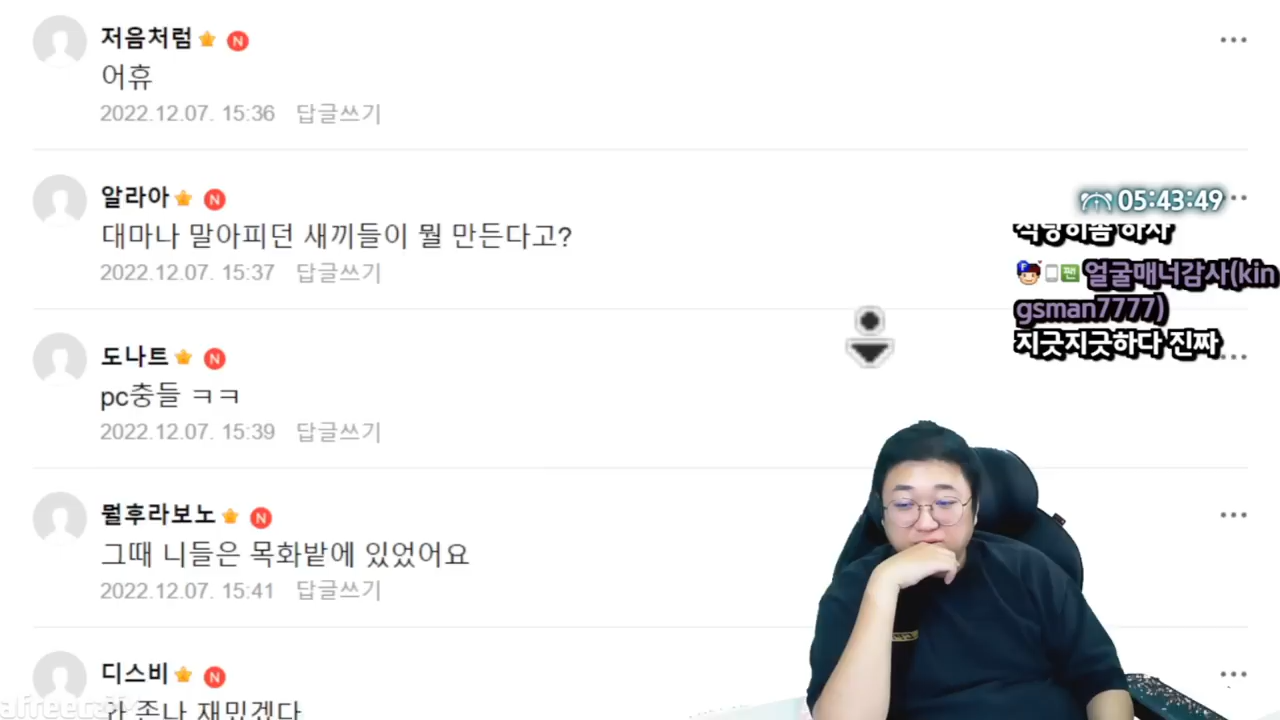 저음처럼 N
어휴
2022.12.07. 15:36 답글쓰기
알라아 N
대마나 말아피던 새끼들이 뭘 만든다고?
2022.12.07. 15:37 답글쓰기
도나트 N
pc충들 ㅋㅋ
2022.12.07. 15:39 답글쓰기
뭘후라보노 N
그때 니들은 목화밭에 있었어요
2022.12.07. 15:41 답글쓰기
디스비 N
존나 재밌겠다
05:43:49
하자
팬 얼굴매너감사(kin
gsman7777)
지긋지긋하다 진짜